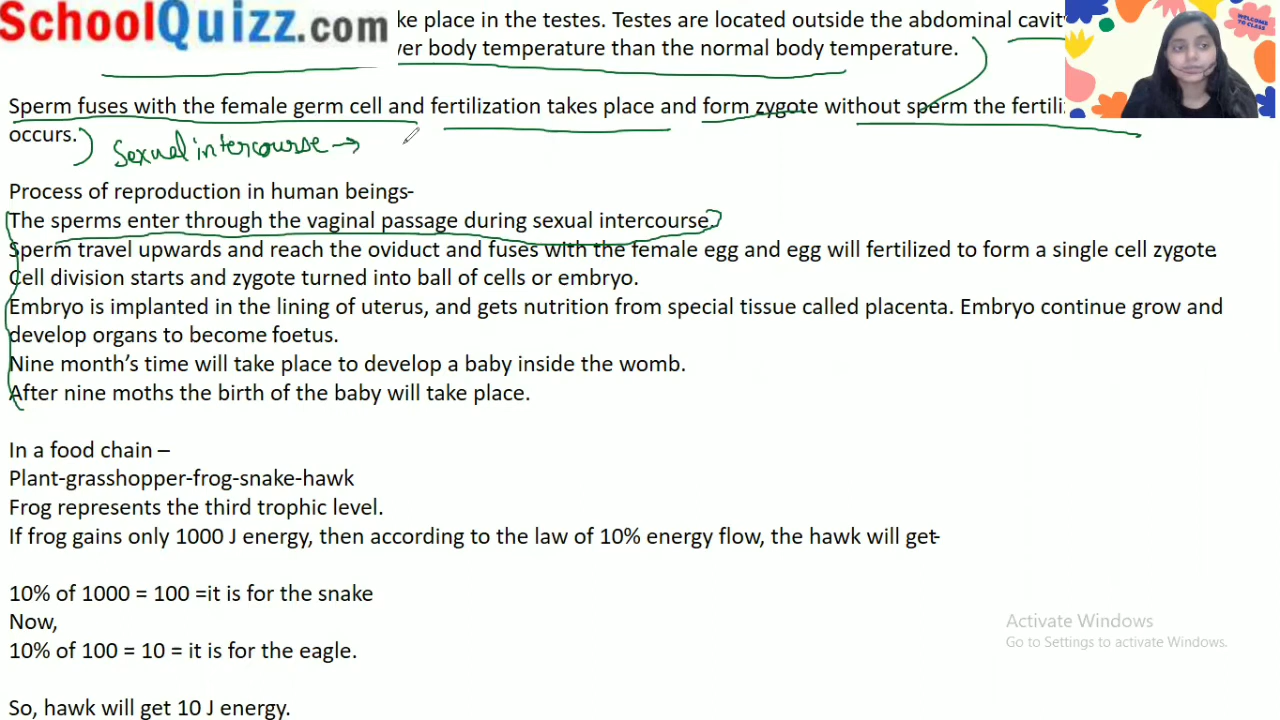 SchoolQuizz.com
ke place in the testes. Testes are located outside the abdominal cavit
ver body temperature than the normal body temperature.
WELCOME TO CLASS
Sperm fuses with the female germ cell and fertilization takes place and form zygote without sperm the fertili
occurs.
Sexual intercourse →
Process of reproduction in human beings-
The sperms enter through the vaginal passage during sexual intercourse.
Sperm travel upwards and reach the oviduct and fuses with the female egg and egg will fertilized to form a single cell zygote.
Cell division starts and zygote turned into ball of cells or embryo.
Embryo is implanted in the lining of uterus, and gets nutrition from special tissue called placenta. Embryo continue grow and
develop organs to become foetus.
Nine month's time will take place to develop a baby inside the womb.
After nine moths the birth of the baby will take place.
In a food chain –
Plant-grasshopper-frog-snake-hawk
Frog represents the third trophic level.
If frog gains only 1000 J energy, then according to the law of 10% energy flow, the hawk will get-
10% of 1000 = 100 =it is for the snake
Now,
10% of 100 = 10 = it is for the eagle.
So, hawk will get 10 J energy.
Activate Windows
Go to Settings to activate Windows.